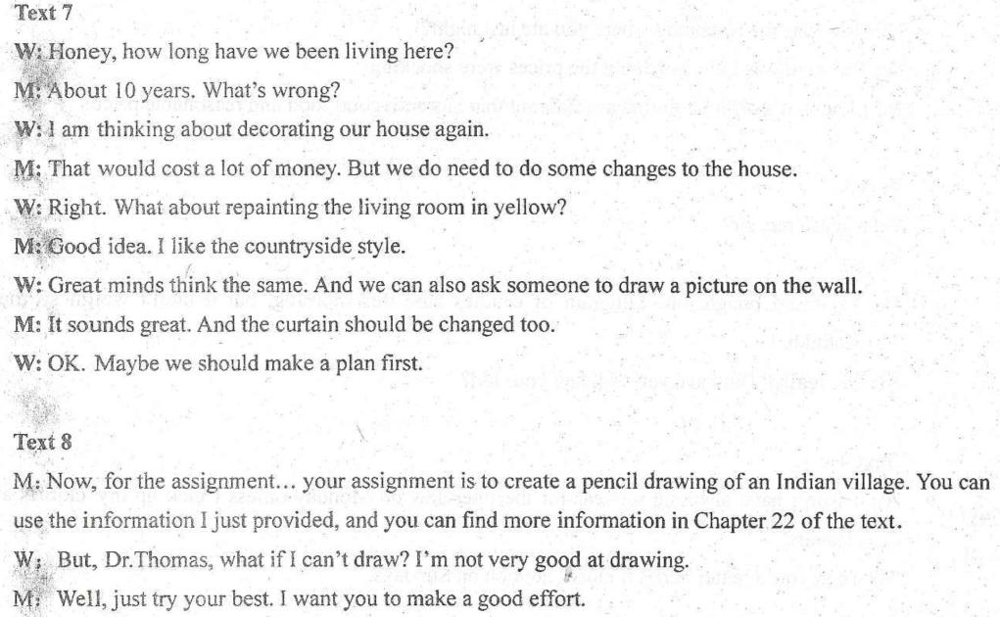 Text 7
W: Honey, how long have we been living here?
M: About 10 years. What's wrong?
W: I am thinking about decorating our house again.
M: That would cost a lot of money. But we do need to do some changes to the house.
W: Right. What about repainting the living room in yellow?
M: Good idea. I like the countryside style.
W: Great minds think the same. And we can also ask someone to draw a picture on the wall.
M: It sounds great. And the curtain should be changed too.
W: OK. Maybe we should make a plan first.
Text 8
M: Now, for the assignment… your assignment is to create a pencil drawing of an Indian village. You can
use the information I just provided, and you can find more information in Chapter 22 of the text.
W: But, Dr.Thomas, what if I can't draw? I'm not very good at drawing.
M: Well, just try your best. I want you to make a good effort.